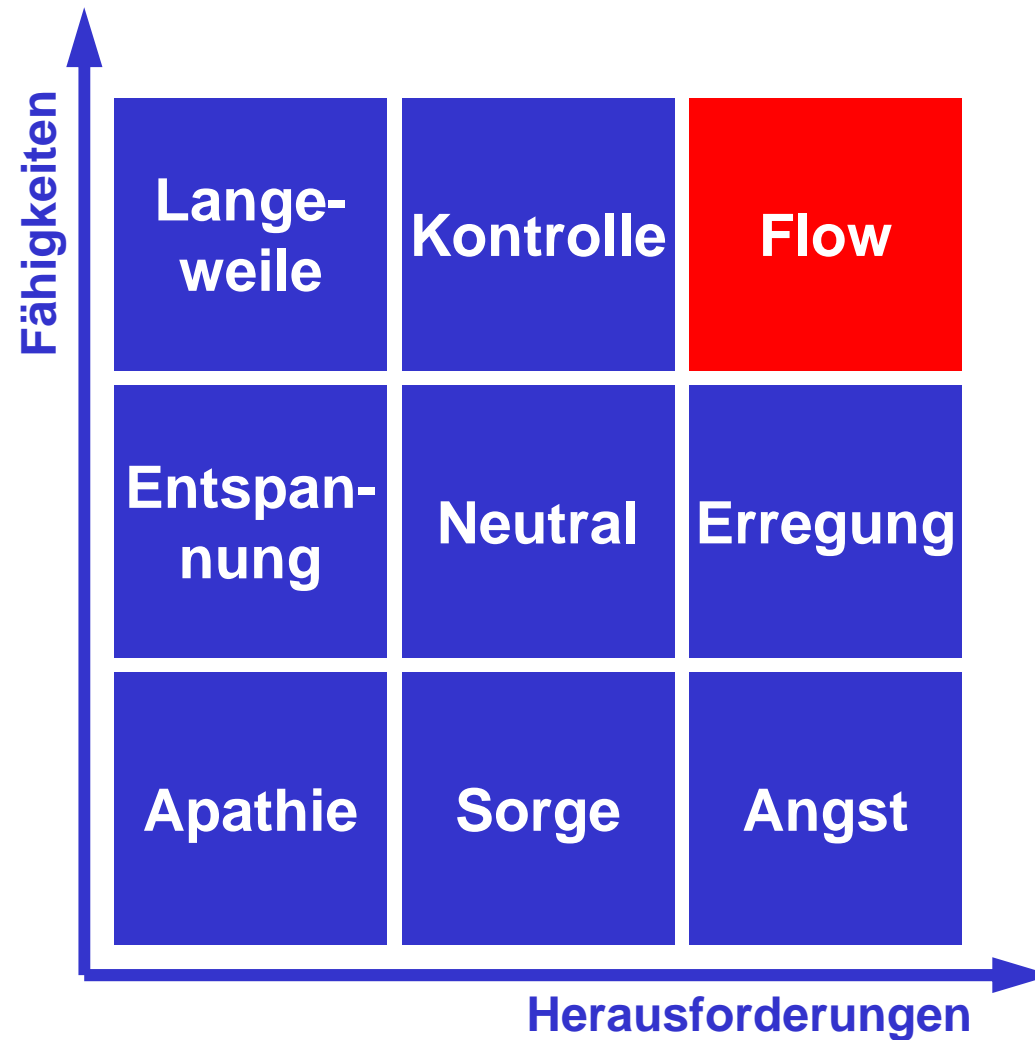 Fähigkeiten
Lange-
weile
Kontrolle
Flow
Entspan-
nung
Neutral
Erregung
Apathie
Sorge
Angst
Herausforderungen